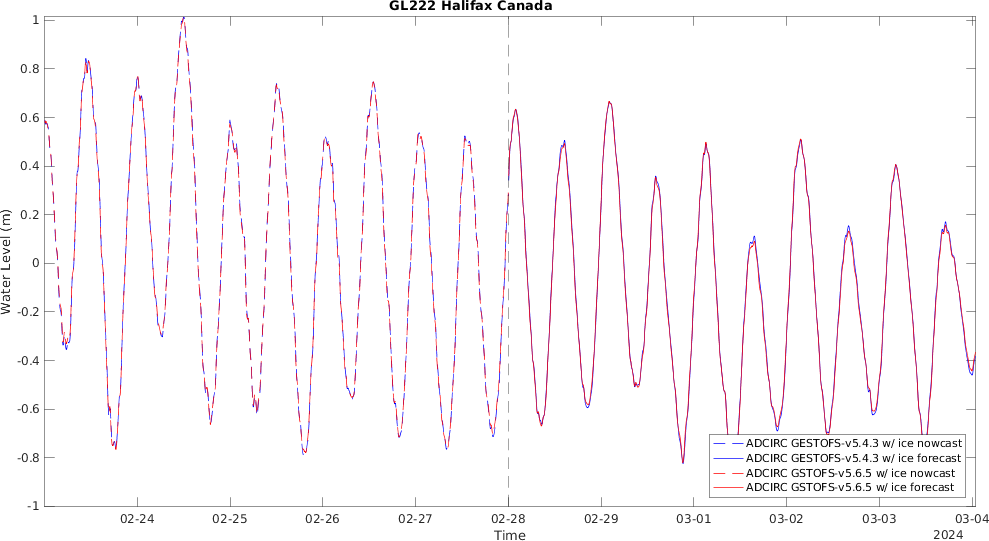 GL222 Halifax Canada
1
0.8
0.6
0.4
0.2
0
-0.2
-0.4
-0.6
-0.8
-1
Water Level (m)
02-24 02-25 02-26 02-27 02-28 02-29 03-01 03-02 03-03 03-04
Time
2024
ADCIRC GESTOFS-v5.4.3 w/ ice nowcast
ADCIRC GESTOFS-v5.4.3 w/ ice forecast
ADCIRC GSTOFS-v5.6.5 w/ ice nowcast
ADCIRC GSTOFS-v5.6.5 w/ ice forecast